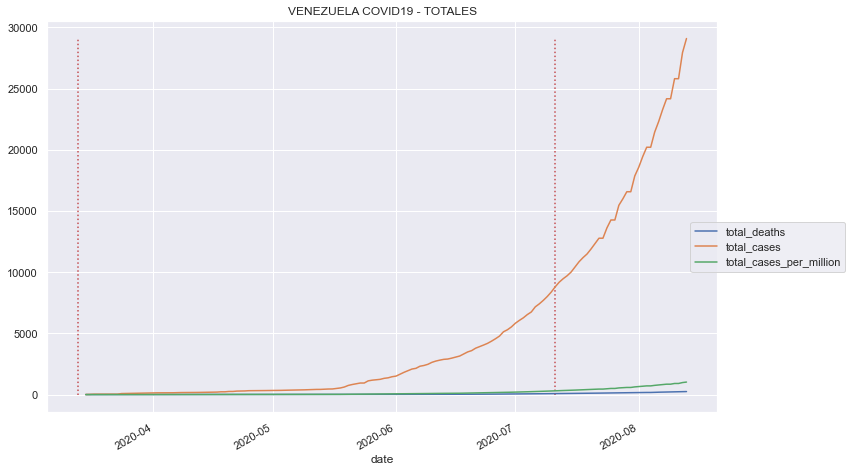 VENEZUELA COVID19 - TOTALES
30000
25000
20000
15000
10000
5000
0
total_deaths
total_cases
total_cases_per_million
2020-04
2020-05
2020-06
2020-07
2020-08
date